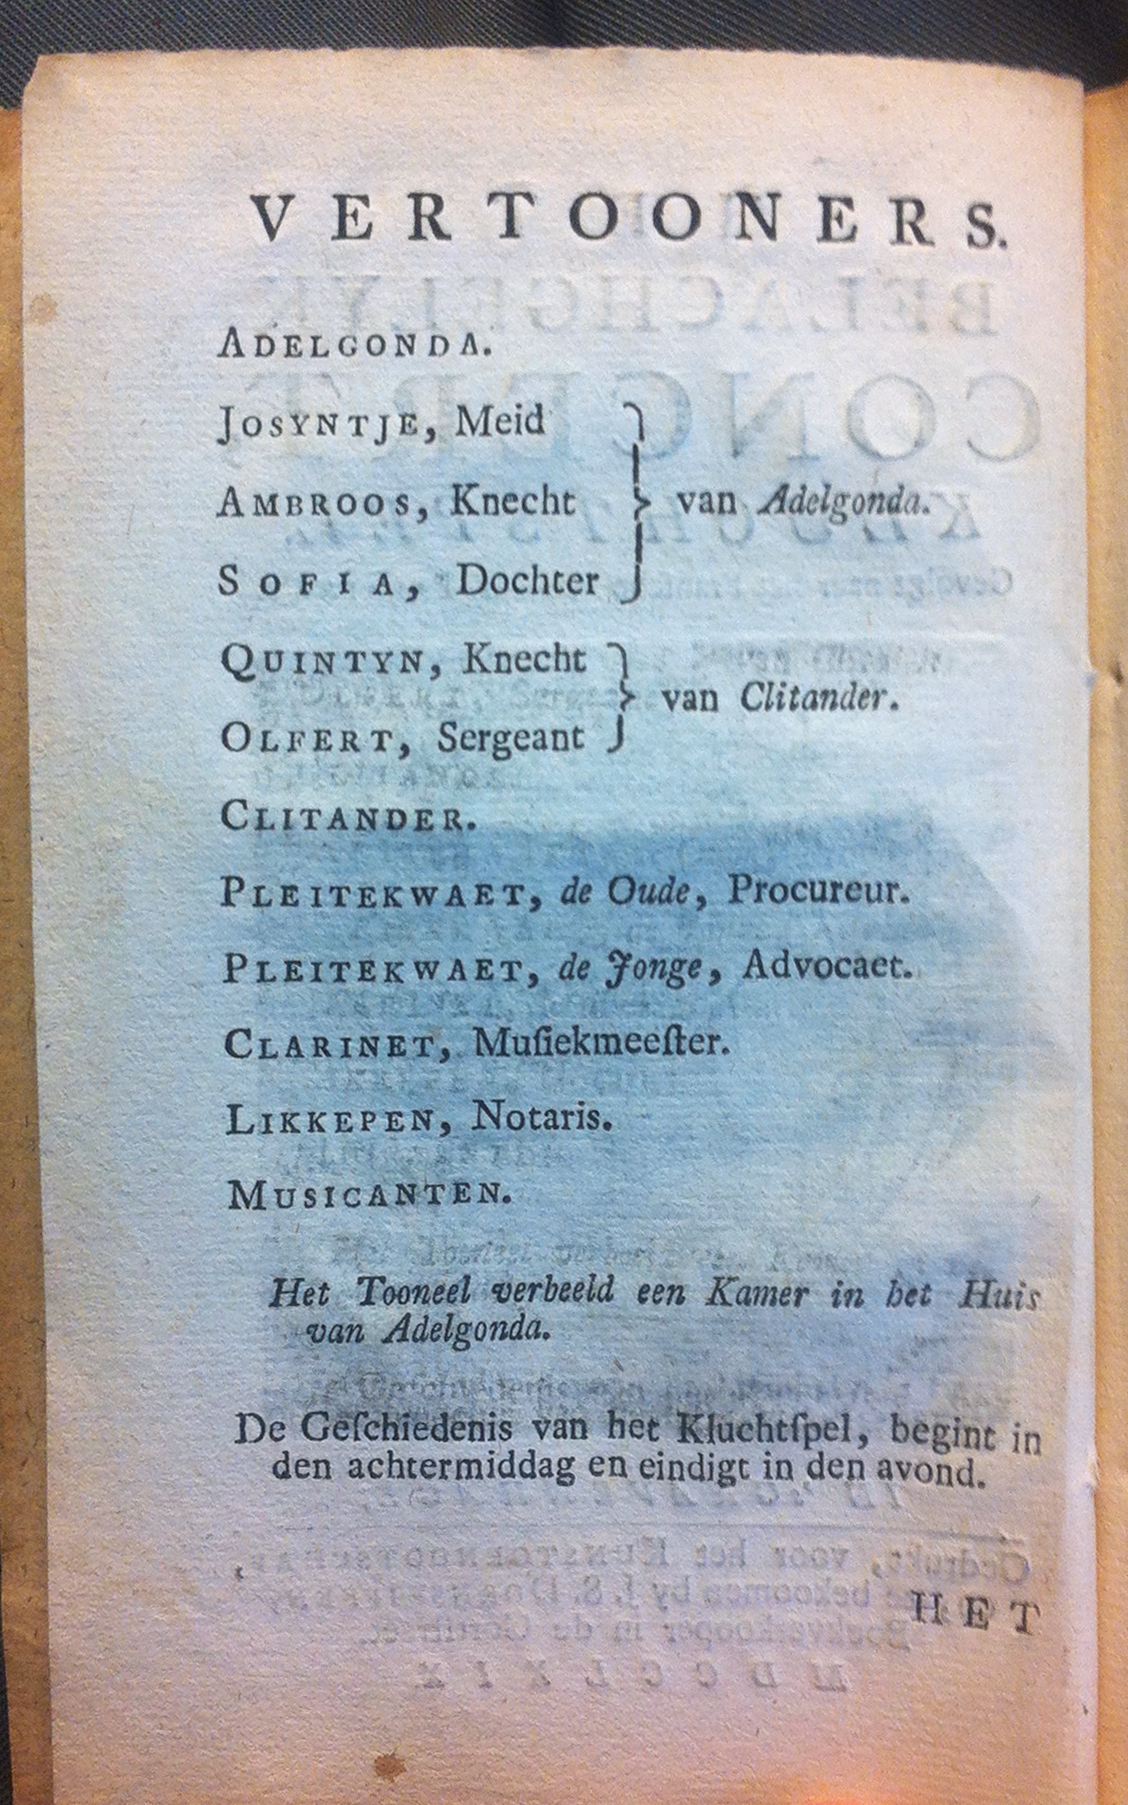 VERTOONERS.
ADELGONDA.
JOSYNTJE, Meid
AMBROOS, Knecht
SOFIA, Dochter
van Adelgonda.
QUINTYN, Knecht
OLFERT, Sergeant
van Clitander.
CLITANDER.
PLEITEKWAET, de Oude, Procureur.
PLEITEKWAET, de Jonge, Advocaet.
CLARINET, Muſiekmeeſter.
LIKKEPEN, Notaris.
MUSICANTEN.
Het Tooneel verbeeld een Kamer in het Huis
van Adelgonda.
De Geſchiedenis van het Kluchtſpel, begint in
den achtermiddag en eindigt in den avond.
HET